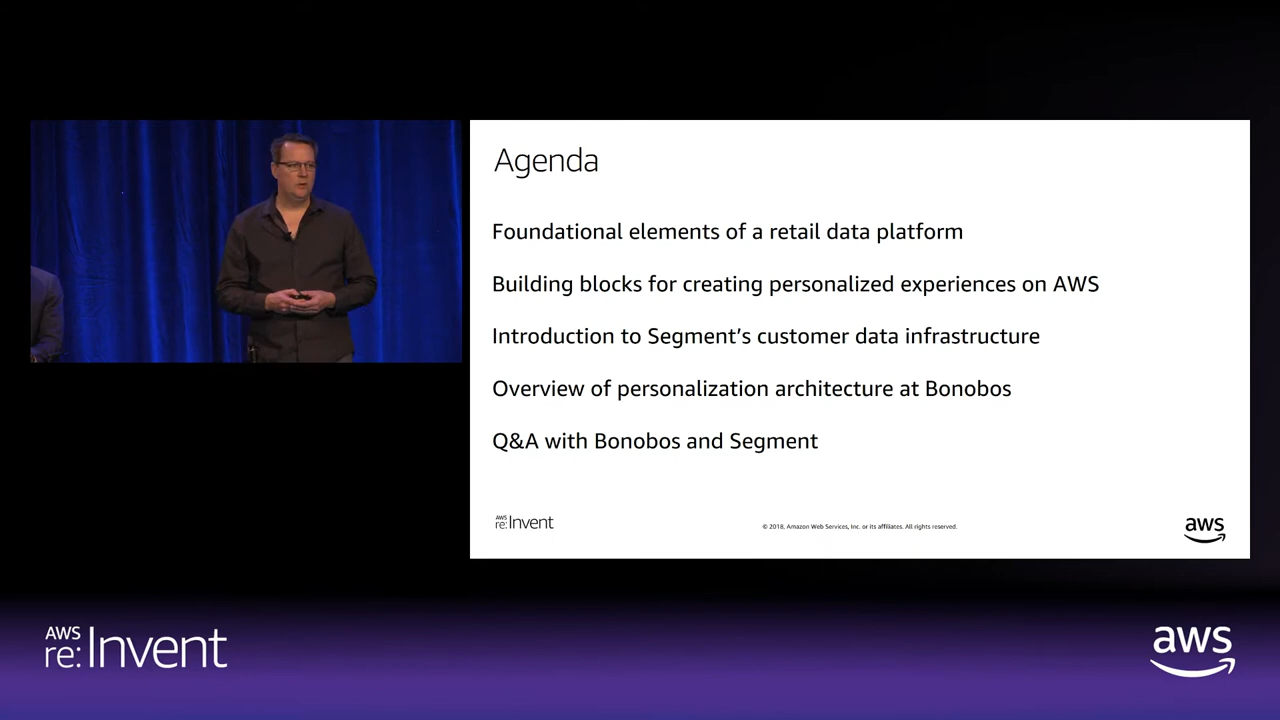 Agenda
Foundational elements of a retail data platform
Building blocks for creating personalized experiences on AWS
Introduction to Segment’s customer data infrastructure
Overview of personalization architecture at Bonobos
Q&A with Bonobos and Segment
AWS
re:Invent
© 2018, Amazon Web Services, Inc. or its affiliates. All rights reserved.
aws
AWS
re:Invent
aws